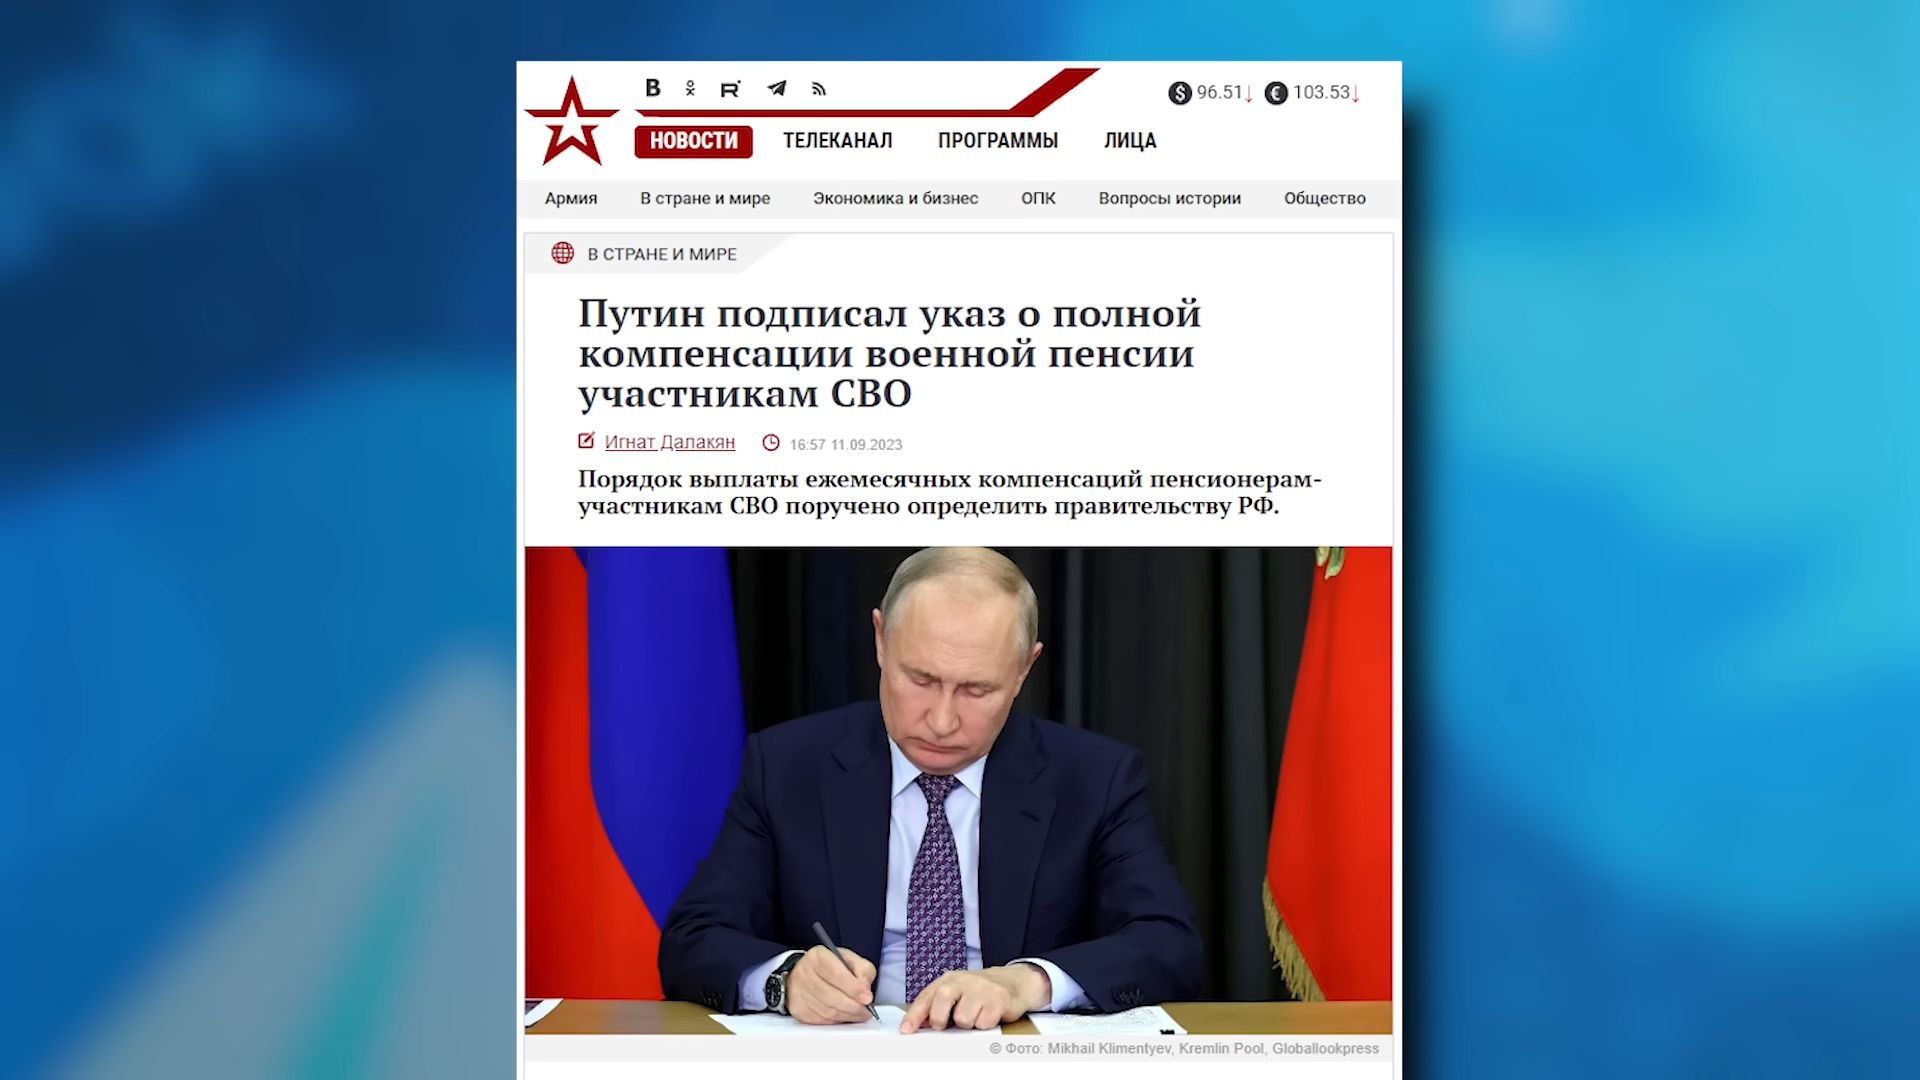 96.51↓ 103.53↓
НОВОСТИ ТЕЛЕКАНАЛ ПРОГРАММЫ ЛИЦА
Армия В стране и мире Экономика и бизнес ОПК Вопросы истории Общество
В СТРАНЕ И МИРЕ
Путин подписал указ о полной
компенсации военной пенсии
участникам СВО
Игнат Далакян 16:57 11.09.2023
Порядок выплаты ежемесячных компенсаций пенсионерам-
участникам СВО поручено определить правительству РФ.
© Фото: Mikhail Klimentyev, Kremlin Pool, Globallookpress